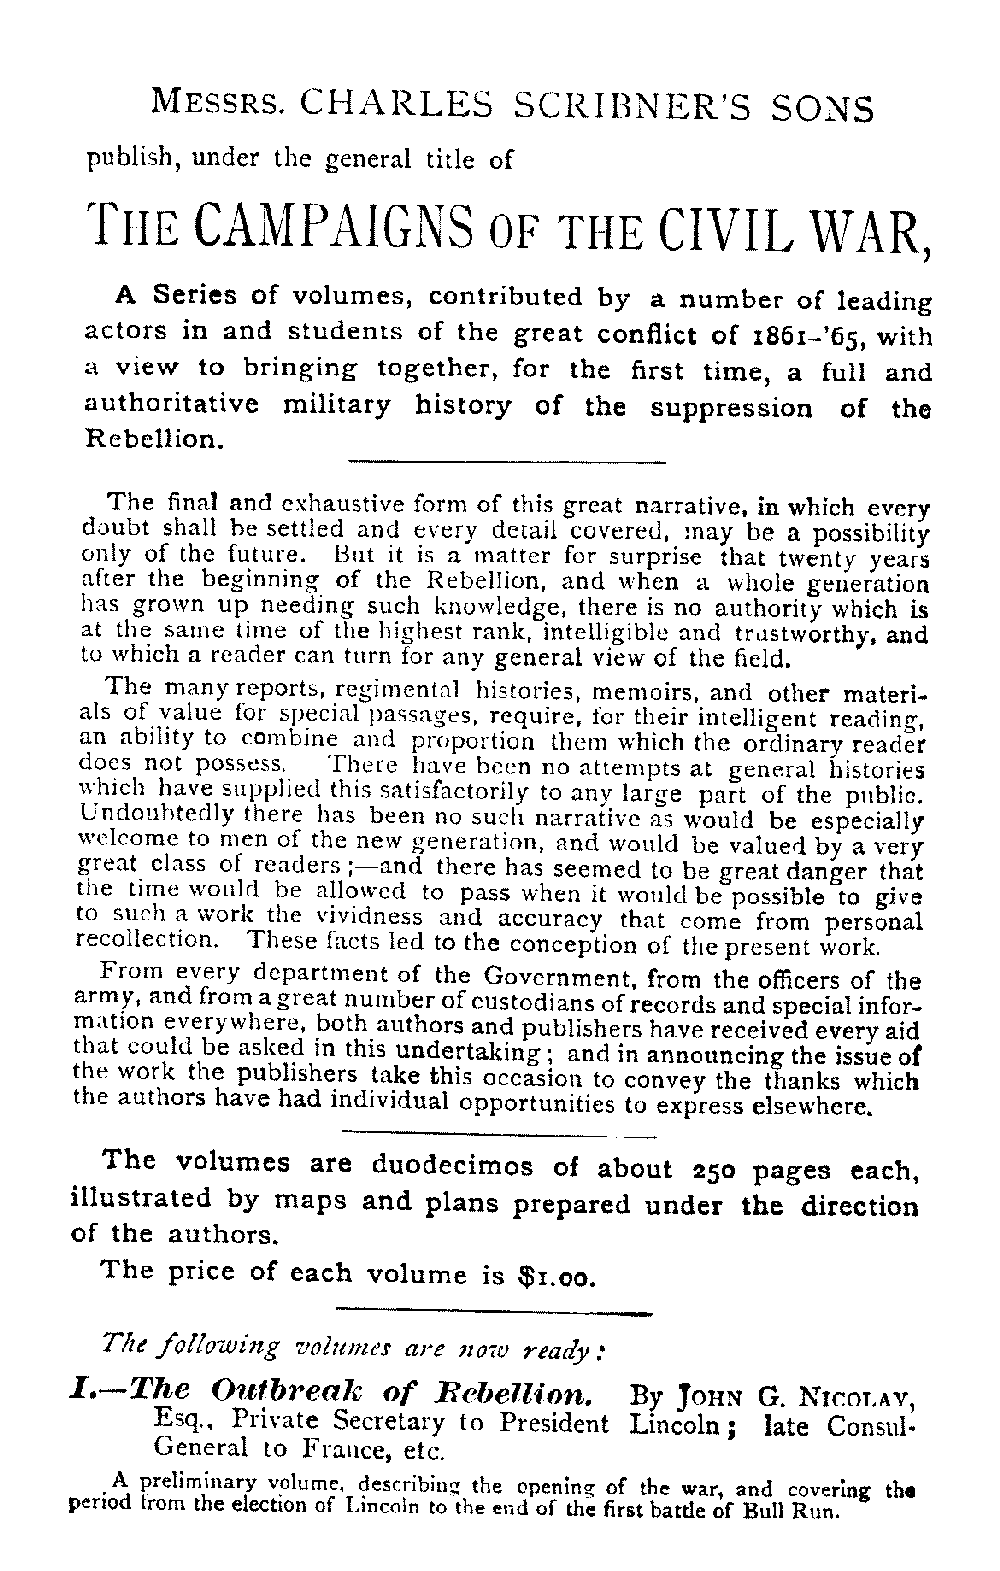 MESSRS. CHARLES SCRIBNER'S SONS
publish, under the general title of
THE CAMPAIGNS OF THE CIVIL WAR,
A Series of volumes, contributed by a number of leading
actors in and students of the great conflict of 1861-'65, with
a view to bringing together, for the first time, a full and
authoritative military history of the suppression of the
Rebellion.
The final and exhaustive form of this great narrative, in which every
doubt shall be settled and every detail covered, may be a possibility
only of the future. But it is a matter for surprise that twenty years
after the beginning of the Rebellion, and when a whole generation
has grown up needing such knowledge, there is no authority which is
at the same time of the highest rank, intelligible and trustworthy, and
to which a reader can turn for any general view of the field.
The many reports, regimental histories, memoirs, and other materi-
als of value for special passages, require, for their intelligent reading,
an ability to combine and proportion them which the ordinary reader
does not possess. There have been no attempts at general histories
which have supplied this satisfactorily to any large part of the public.
Undoubtedly there has been no such narrative as would be especially
welcome to men of the new generation, and would be valued by a very
great class of readers;—and there has seemed to be great danger that
the time would be allowed to pass when it would be possible to give
to such a work the vividness and accuracy that come from personal
recollection. These facts led to the conception of the present work.
From every department of the Government, from the officers of the
army, and from a great number of custodians of records and special infor-
mation everywhere, both authors and publishers have received every aid
that could be asked in this undertaking; and in announcing the issue of
the work the publishers take this occasion to convey the thanks which
the authors have had individual opportunities to express elsewhere.
The volumes are duodecimos of about 250 pages each,
illustrated by maps and plans prepared under the direction
of the authors.
The price of each volume is $1.00.
The following volumes are now ready:
I.—The Outbreak of Rebellion. By JOHN G. NICOLAY,
Esq., Private Secretary to President Lincoln; late Consul-
General to France, etc.
A preliminary volume, describing the opening of the war, and covering the
period from the election of Lincoln to the end of the first battle of Bull Run.